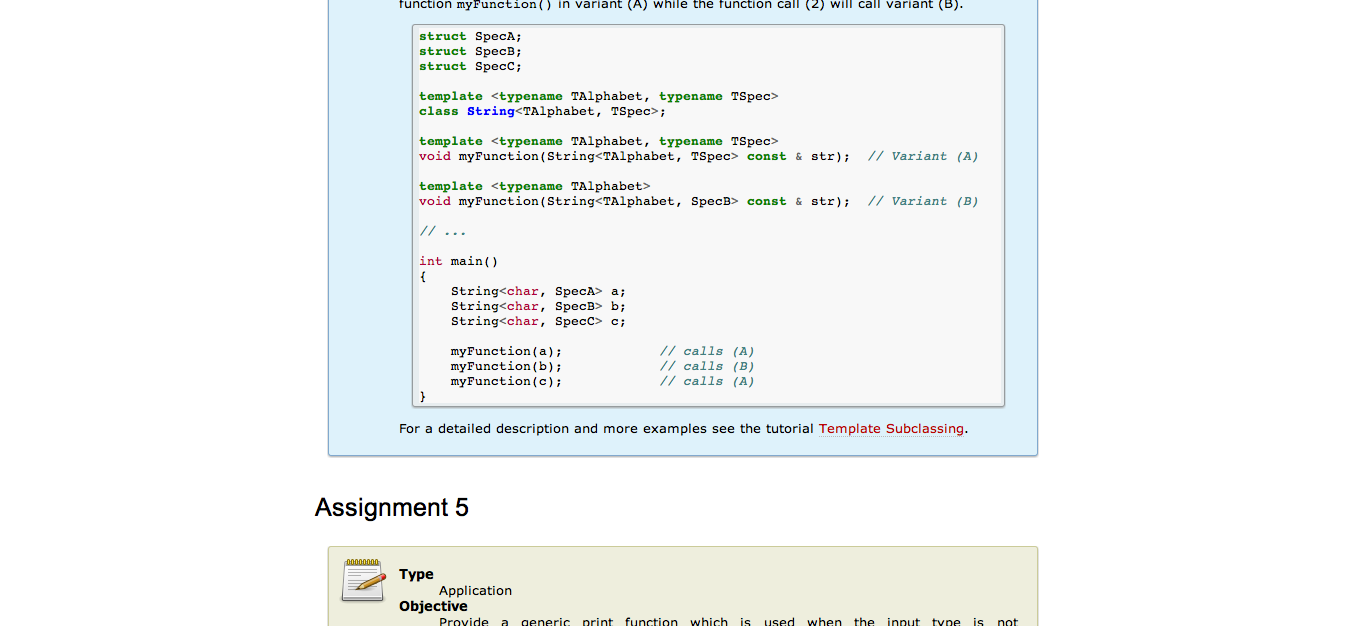 function myFunction() in variant (A) while the function call (2) will call variant (B).
struct SpecA;
struct SpecB;
struct SpecC;
template <typename TAlphabet, typename TSpec>
class String<TAlphabet, TSpec>;
template <typename TAlphabet, typename TSpec>
void myFunction(String<TAlphabet, TSpec> const & str);  // Variant (A)
template <typename TAlphabet>
void myFunction(String<TAlphabet, SpecB> const & str);  // Variant (B)
// ...
int main()
{
    String<char, SpecA> a;
    String<char, SpecB> b;
    String<char, SpecC> c;
    myFunction(a);            // calls (A)
    myFunction(b);            // calls (B)
    myFunction(c);            // calls (A)
}
For a detailed description and more examples see the tutorial Template Subclassing.
Assignment 5
Type
Application
Objective
Provide a generic print function which is used when the input type is not